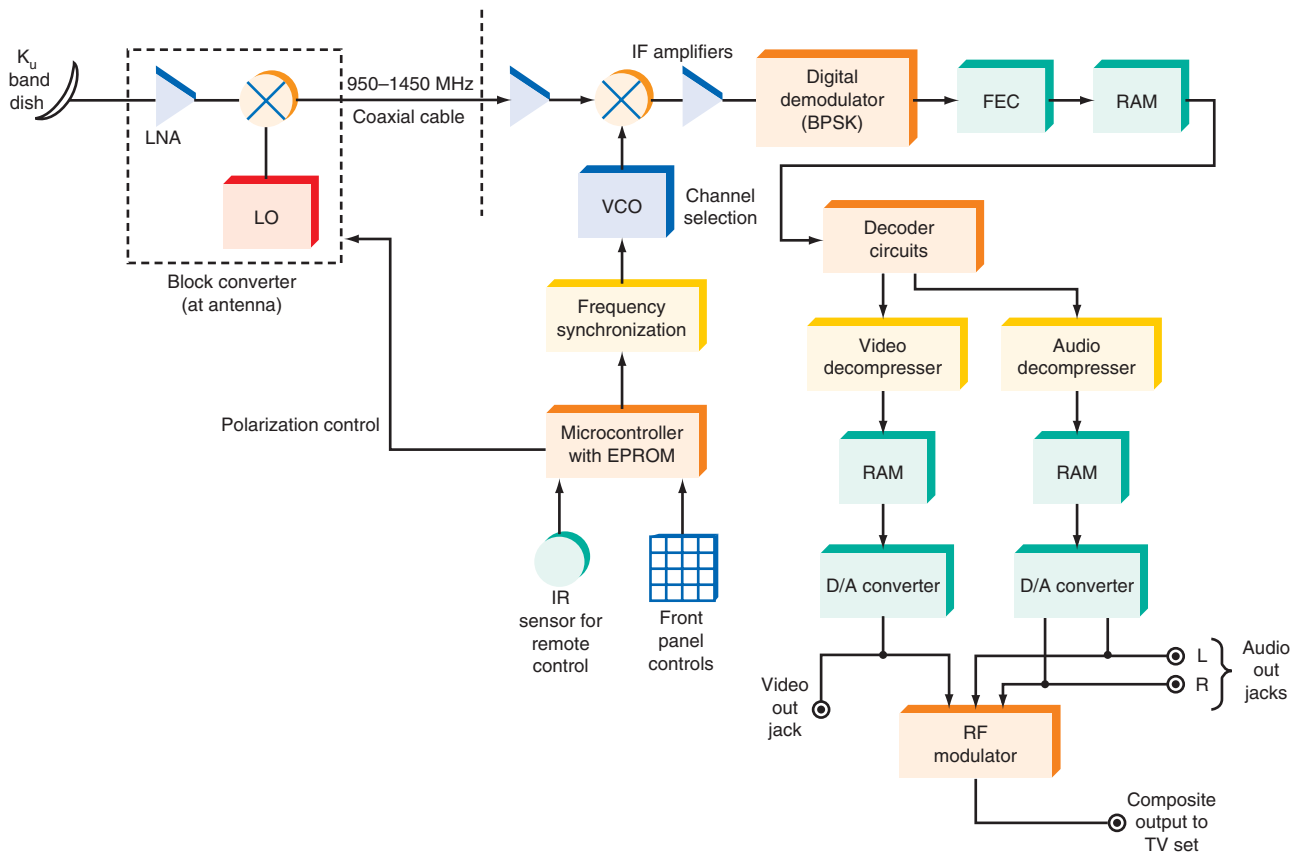 K_u
band
dish
LNA
LO
Block converter
(at antenna)
950–1450 MHz
Coaxial cable
IF amplifiers
VCO
Channel
selection
Frequency
synchronization
Microcontroller
with EPROM
Polarization control
IR
sensor for
remote
control
Front
panel
controls
Digital
demodulator
(BPSK)
FEC
RAM
Decoder
circuits
Video
decompresser
Audio
decompresser
RAM
RAM
D/A converter
D/A converter
Video
out
jack
L
R
Audio
out
jacks
RF
modulator
Composite
output to
TV set